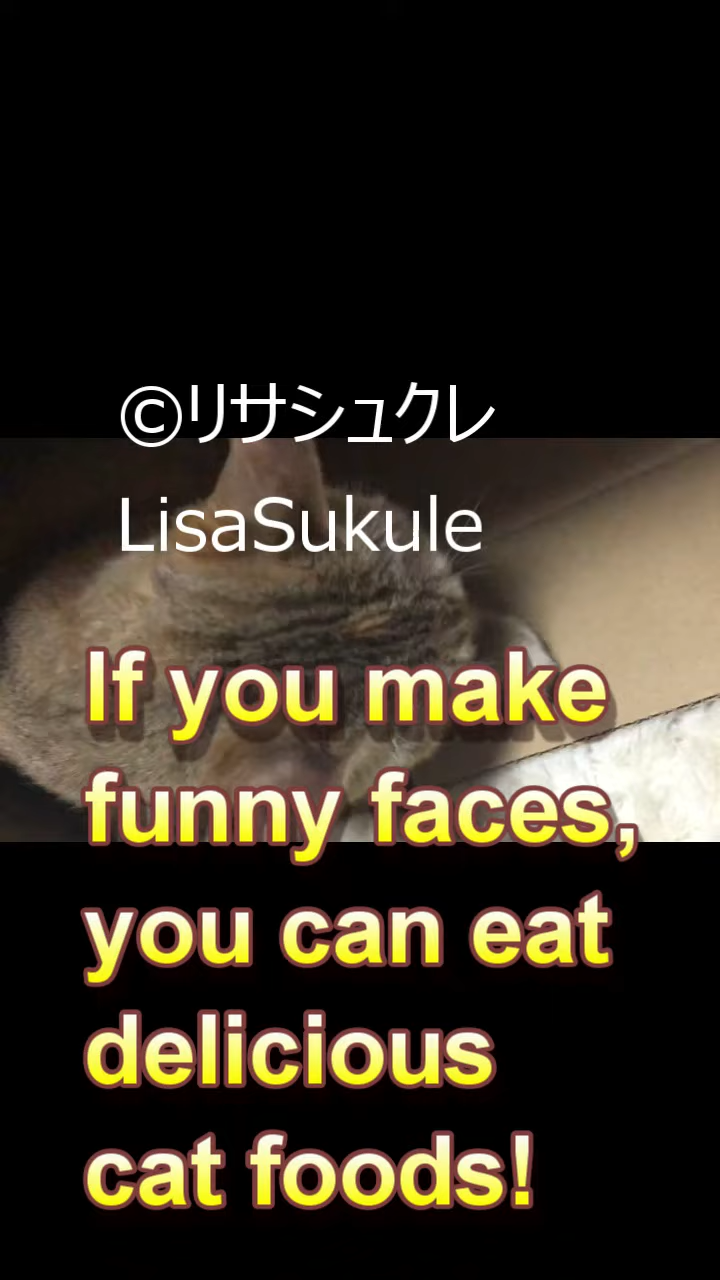 ©リサシュクレ
LisaSukule
If you make
funny faces,
you can eat
delicious
cat foods!